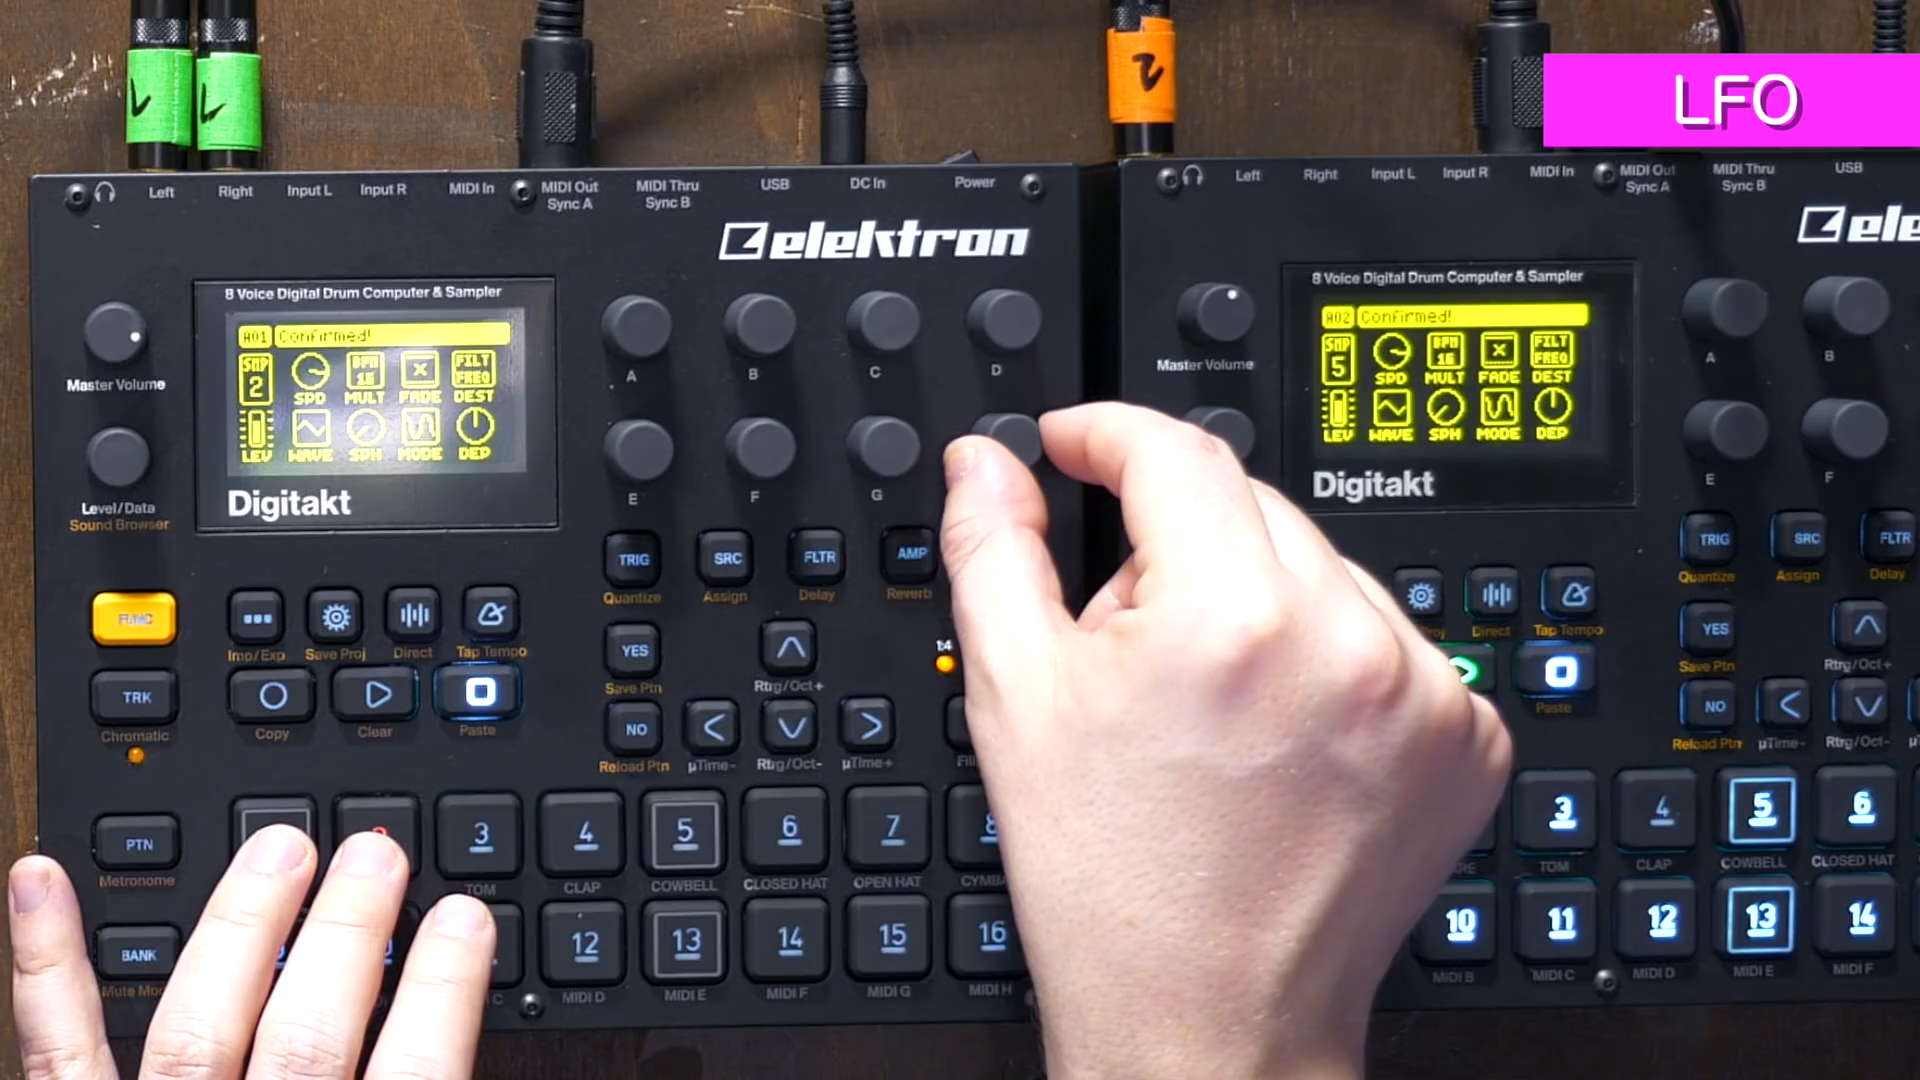 LFO
Left
Right
Input L
Input R
MIDI In
MIDI Out
Sync A
MIDI Thru
Sync B
USB
DC In
Power
elektron
8 Voice Digital Drum Computer & Sampler
A01 Confirmed!
SMP 2
SPD
BPM 16 MULT
FADE
FILT FREQ DEST
LEV
WAVE
SPH
MODE
DEP
Digitakt
Master Volume
Level/Data
Sound Browser
A
B
C
D
E
F
G
TRIG
SRC
FLTR
AMP
Quantize
Assign
Delay
Reverb
FUNC
Imp/Exp
Save Proj
Direct
Tap Tempo
YES
Save Ptn
Rtrg/Oct+
1:4
TRK
Chromatic
Copy
Clear
Paste
NO
Reload Ptn
µTime-
Rtrg/Oct-
µTime+
PTN
Metronome
3
4
5
6
7
8
TOM
CLAP
COWBELL
CLOSED HAT
OPEN HAT
BANK
12
13
14
15
16
MIDI D
MIDI E
MIDI F
MIDI G
MIDI H
Left
Right
Input L
Input R
MIDI In
MIDI Out
Sync A
MIDI Thru
Sync B
USB
8 Voice Digital Drum Computer & Sampler
A02 Confirmed!
SMP 5
SPD
BPM 16 MULT
FADE
FILT FREQ DEST
LEV
WAVE
SPH
MODE
DEP
Digitakt
Master Volume
A
B
E
F
TRIG
SRC
FLTR
Quantize
Assign
Delay
Direct
Tap Tempo
YES
Save Ptn
Rtrg/Oct+
Paste
NO
Reload Ptn
µTime-
Rtrg/Oct-
3
4
5
6
TOM
CLAP
COWBELL
CLOSED HAT
10
11
12
13
14
MIDI B
MIDI C
MIDI D
MIDI E
MIDI F